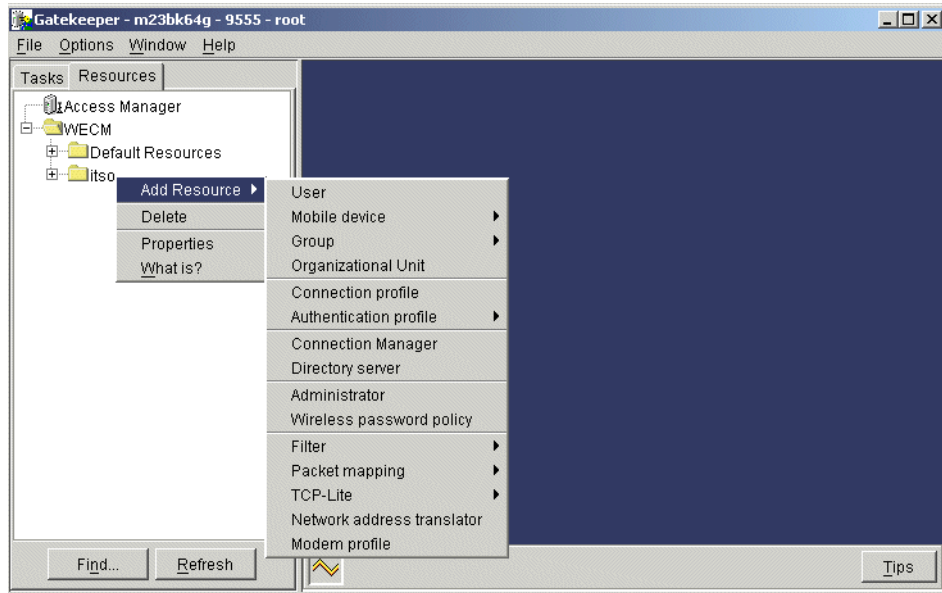 Gatekeeper - m23bk64g - 9555 - root
File Options Window Help
Tasks Resources
Access Manager
WECM
Default Resources
itso
Add Resource
Delete
Properties
What is?
User
Mobile device
Group
Organizational Unit
Connection profile
Authentication profile
Connection Manager
Directory server
Administrator
Wireless password policy
Filter
Packet mapping
TCP-Lite
Network address translator
Modem profile
Find... Refresh Tips